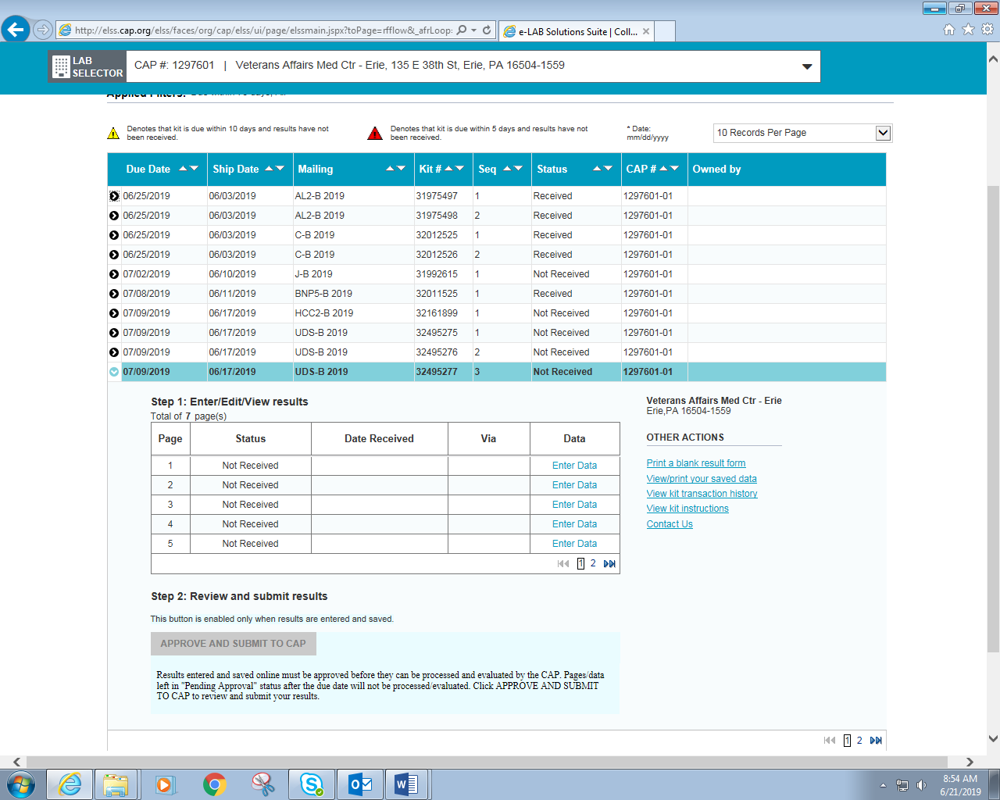 http://elss.cap.org/elss/faces/org/cap/elss/ui/page/elssmain.jspx?toPage=rfflow&_afrLoop:
e-LAB Solutions Suite | Coll...
LAB SELECTOR
CAP #: 1297601 | Veterans Affairs Med Ctr - Erie, 135 E 38th St, Erie, PA 16504-1559
Applied Filters:
Denotes that kit is due within 10 days and results have not
been received.
Denotes that kit is due within 5 days and results have not
been received.
* Date:
mm/dd/yyyy
10 Records Per Page
Due Date Ship Date Mailing Kit # Seq Status CAP # Owned by
06/25/2019 06/03/2019 AL2-B 2019 31975497 1 Received 1297601-01
06/25/2019 06/03/2019 AL2-B 2019 31975498 2 Received 1297601-01
06/25/2019 06/03/2019 C-B 2019 32012525 1 Received 1297601-01
06/25/2019 06/03/2019 C-B 2019 32012526 2 Received 1297601-01
07/02/2019 06/10/2019 J-B 2019 31992615 1 Not Received 1297601-01
07/08/2019 06/11/2019 BNP5-B 2019 32011525 1 Received 1297601-01
07/09/2019 06/17/2019 HCC2-B 2019 32161899 1 Not Received 1297601-01
07/09/2019 06/17/2019 UDS-B 2019 32495275 1 Not Received 1297601-01
07/09/2019 06/17/2019 UDS-B 2019 32495276 2 Not Received 1297601-01
07/09/2019 06/17/2019 UDS-B 2019 32495277 3 Not Received 1297601-01
Step 1: Enter/Edit/View results
Total of 7 page(s)
Page Status Date Received Via Data
1 Not Received Enter Data
2 Not Received Enter Data
3 Not Received Enter Data
4 Not Received Enter Data
5 Not Received Enter Data
1 2
Veterans Affairs Med Ctr - Erie
Erie,PA 16504-1559
OTHER ACTIONS
Print a blank result form
View/print your saved data
View kit transaction history
View kit instructions
Contact Us
Step 2: Review and submit results
This button is enabled only when results are entered and saved.
APPROVE AND SUBMIT TO CAP
Results entered and saved online must be approved before they can be processed and evaluated by the CAP. Pages/data
left in "Pending Approval" status after the due date will not be processed/evaluated. Click APPROVE AND SUBMIT
TO CAP to review and submit your results.
1 2
8:54 AM
6/21/2019